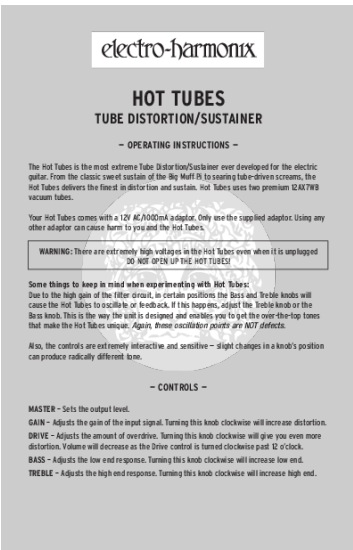 electro-harmonix
HOT TUBES
TUBE DISTORTION/SUSTAINER
– OPERATING INSTRUCTIONS –
The Hot Tubes is the most extreme Tube Distortion/Sustainer ever developed for the electric
guitar. From the classic sweet sustain of the Big Muff Pi to searing tube-driven screams, the
Hot Tubes delivers the finest in distortion and sustain. Hot Tubes uses two premium 12AX7WB
vacuum tubes.
Your Hot Tubes comes with a 12V AC/1000mA adaptor. Only use the supplied adaptor. Using any
other adaptor can cause harm to you and the Hot Tubes.
WARNING: There are extremely high voltages in the Hot Tubes even when it is unplugged
DO NOT OPEN UP THE HOT TUBES!
Some things to keep in mind when experimenting with Hot Tubes:
Due to the high gain of the filter circuit, in certain positions the Bass and Treble knobs will
cause the Hot Tubes to oscillate or feedback. If this happens, adjust the Treble knob or the
Bass knob. This is the way the unit is designed and enables you to get the over-the-top tones
that make the Hot Tubes unique. Again, these oscillation points are NOT defects.
Also, the controls are extremely interactive and sensitive – slight changes in a knob's position
can produce radically different tone.
– CONTROLS –
MASTER – Sets the output level.
GAIN – Adjusts the gain of the input signal. Turning this knob clockwise will increase distortion.
DRIVE – Adjusts the amount of overdrive. Turning this knob clockwise will give you even more
distortion. Volume will decrease as the Drive control is turned clockwise past 12 o'clock.
BASS – Adjusts the low end response. Turning this knob clockwise will increase low end.
TREBLE – Adjusts the high end response. Turning this knob clockwise will increase high end.